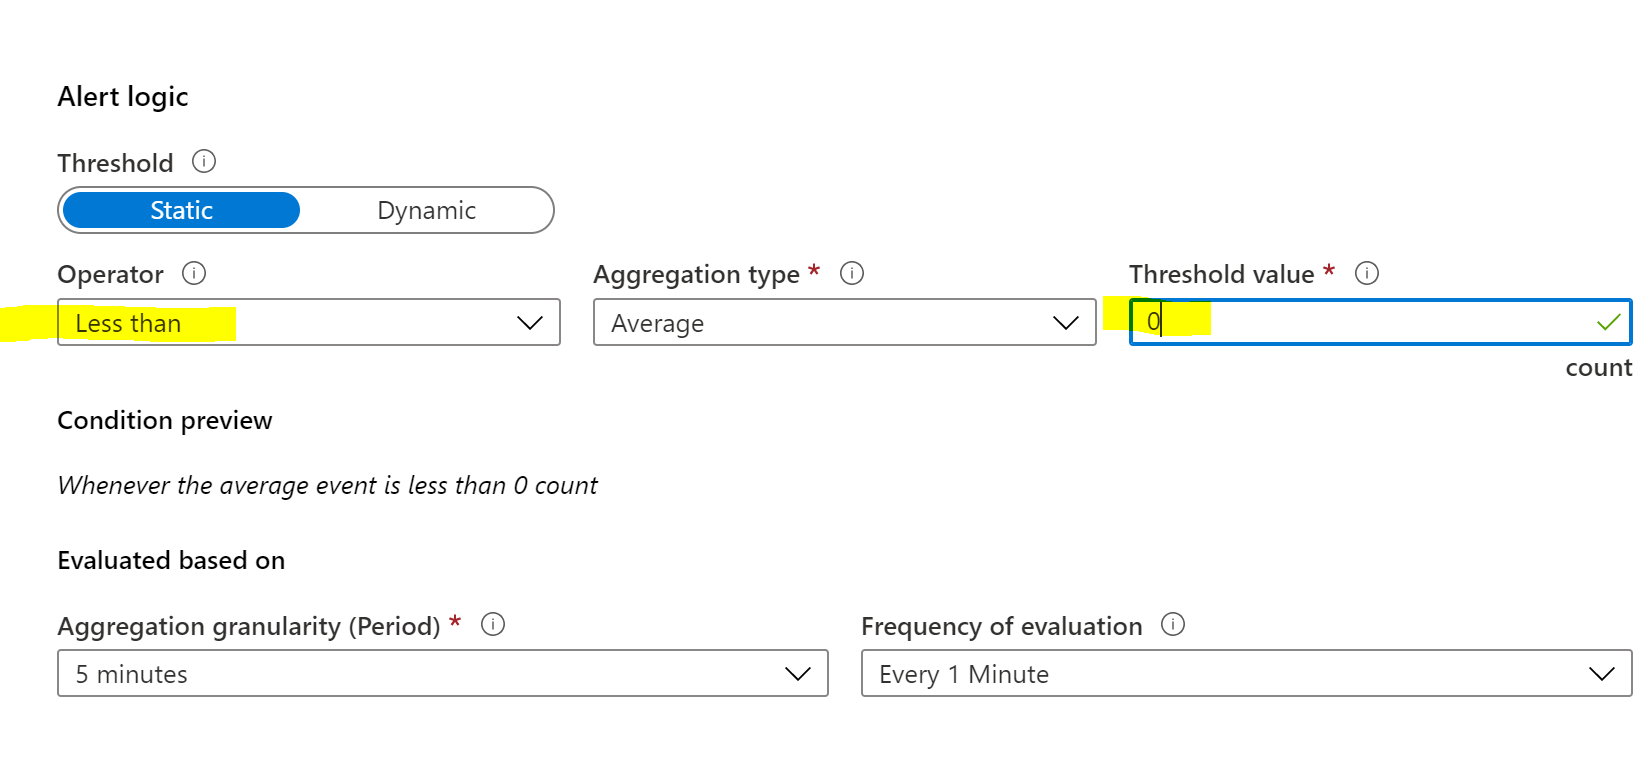 Alert logic
Threshold
Static Dynamic
Operator Aggregation type * Threshold value *
Less than Average 0
count
Condition preview
Whenever the average event is less than 0 count
Evaluated based on
Aggregation granularity (Period) * Frequency of evaluation
5 minutes Every 1 Minute